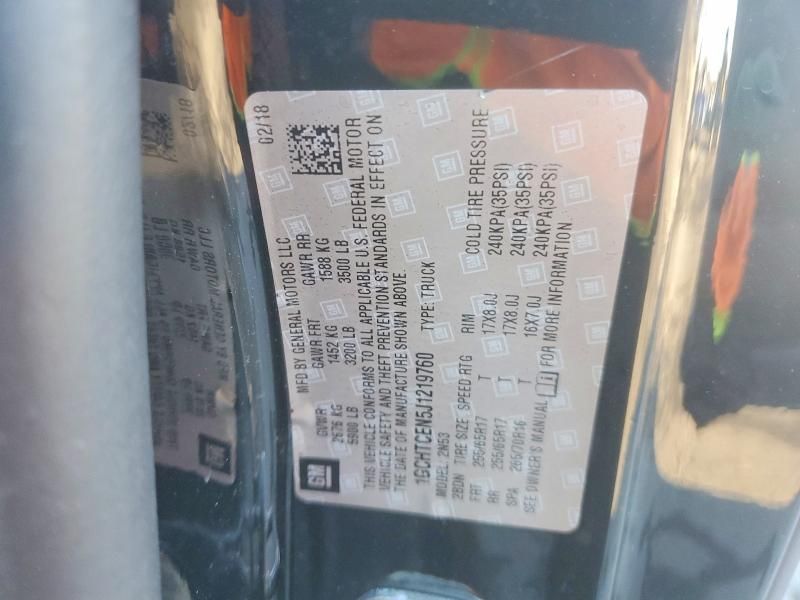 GM
MFD BY GENERAL MOTORS LLC
02/18
GVWR GAWR FRT GAWR RR
2676 KG 1452 KG 1588 KG
5900 LB 3200 LB 3500 LB
THIS VEHICLE CONFORMS TO ALL APPLICABLE U.S. FEDERAL MOTOR
VEHICLE SAFETY AND THEFT PREVENTION STANDARDS IN EFFECT ON
THE DATE OF MANUFACTURE SHOWN ABOVE.
1GCHTCEN5J1219760 TYPE: TRUCK
MODEL: 2N53
2BDN TIRE SIZE SPEED RTG RIM COLD TIRE PRESSURE
FRT 255/65R17 T 17X8.0J 240KPA(35PSI)
RR 255/65R17 T 17X8.0J 240KPA(35PSI)
SPA 265/70R16 T 16X7.0J 240KPA(35PSI)
SEE OWNER'S MANUAL i FOR MORE INFORMATION